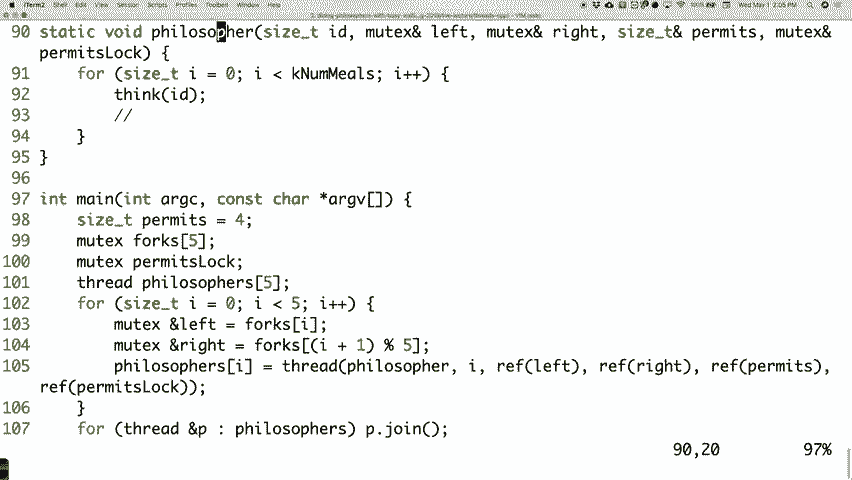 iTerm2 Shell Edit View Session Scripts Profiles Toolbelt Window Help Wed May 1 2:05 PM
90 static void philosopher(size_t id, mutex& left, mutex& right, size_t& permits, mutex&
permitsLock) {
91     for (size_t i = 0; i < kNumMeals; i++) {
92         think(id);
93         //
94     }
95 }
96
97 int main(int argc, const char *argv[]) {
98     size_t permits = 4;
99     mutex forks[5];
100     mutex permitsLock;
101     thread philosophers[5];
102     for (size_t i = 0; i < 5; i++) {
103         mutex &left = forks[i];
104         mutex &right = forks[(i + 1) % 5];
105         philosophers[i] = thread(philosopher, i, ref(left), ref(right), ref(permits),
ref(permitsLock));
106     }
107     for (thread &p : philosophers) p.join();
90,20 97%